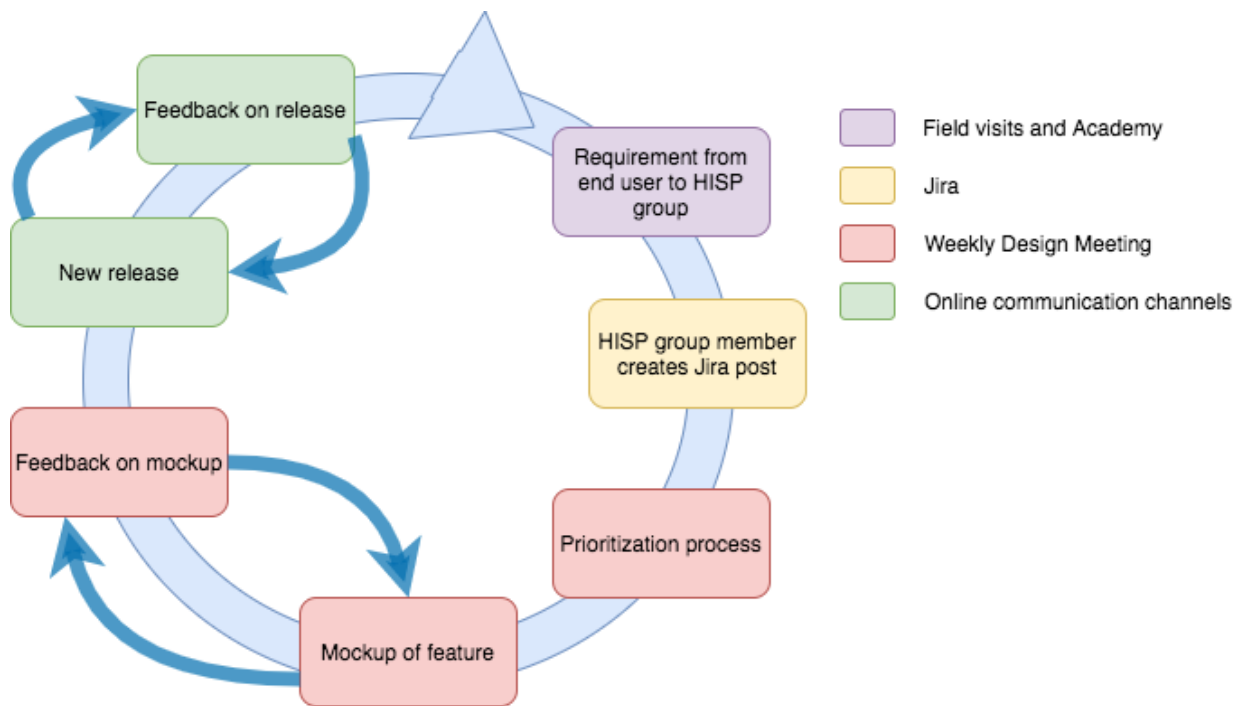 Feedback on release
Requirement from
end user to HISP
group
HISP group member
creates Jira post
Prioritization process
Mockup of feature
Feedback on mockup
New release
Field visits and Academy
Jira
Weekly Design Meeting
Online communication channels